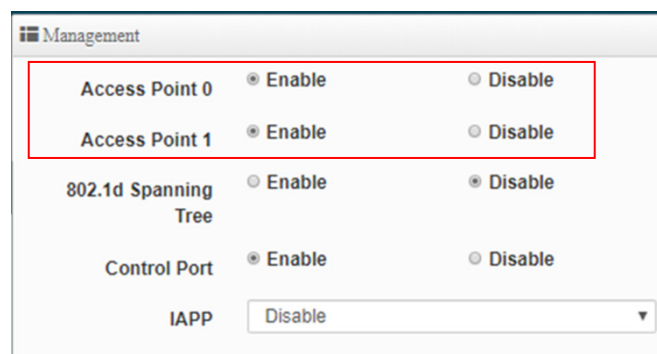 Management
Access Point 0 Enable Disable
Access Point 1 Enable Disable
802.1d Spanning Tree Enable Disable
Control Port Enable Disable
IAPP Disable